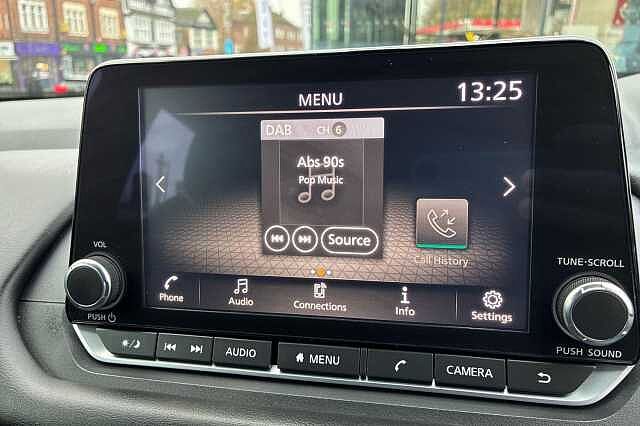 MENU
13:25
DAB CH 6
Abs 90s
Pop Music
Source
Call History
Phone
Audio
Connections
Info
Settings
VOL
PUSH
TUNE·SCROLL
PUSH SOUND
AUDIO
MENU
CAMERA